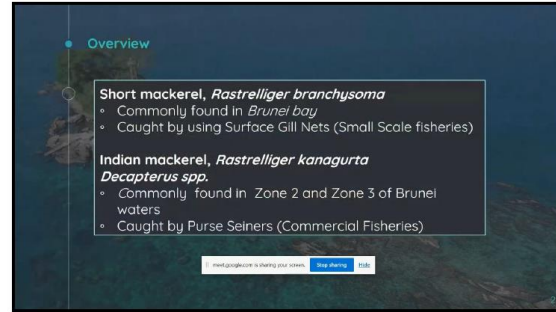 Overview
Short mackerel, Rastrelliger branchysoma
◦ Commonly found in Brunei bay
◦ Caught by using Surface Gill Nets (Small Scale fisheries)
Indian mackerel, Rastrelliger kanagurta
Decapterus spp.
◦ Commonly found in Zone 2 and Zone 3 of Brunei
waters
◦ Caught by Purse Seiners (Commercial Fisheries)
meet.google.com is sharing your screen. Stop sharing Hide